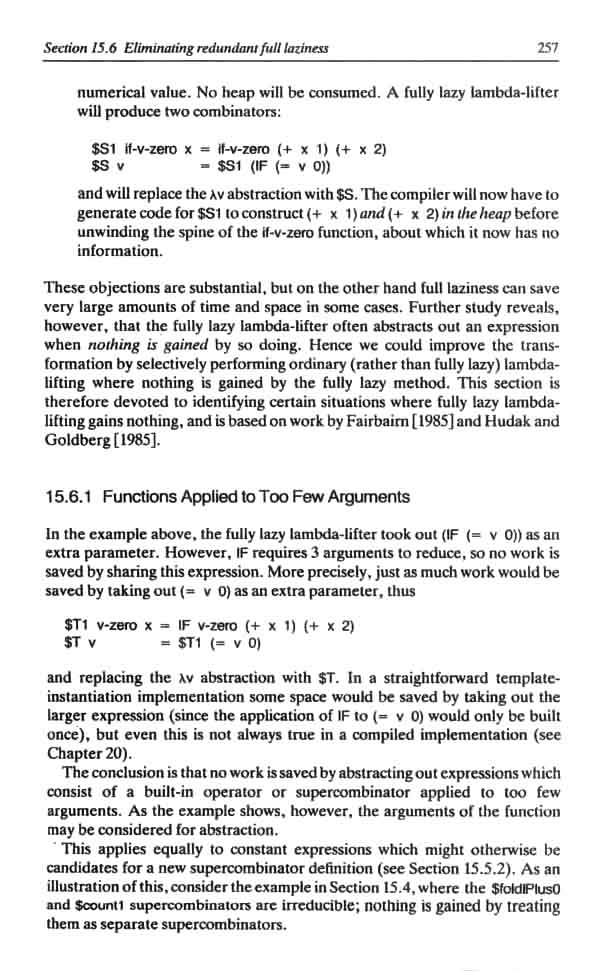 Section 15.6 Eliminating redundant full laziness 257
numerical value. No heap will be consumed. A fully lazy lambda-lifter
will produce two combinators:
$S1 if-v-zero x = if-v-zero (+ x 1) (+ x 2)
$S v = $S1 (IF (= v 0))
and will replace the λv abstraction with $S. The compiler will now have to
generate code for $S1 to construct (+ x 1) and (+ x 2) in the heap before
unwinding the spine of the if-v-zero function, about which it now has no
information.
These objections are substantial, but on the other hand full laziness can save
very large amounts of time and space in some cases. Further study reveals,
however, that the fully lazy lambda-lifter often abstracts out an expression
when nothing is gained by so doing. Hence we could improve the trans-
formation by selectively performing ordinary (rather than fully lazy) lambda-
lifting where nothing is gained by the fully lazy method. This section is
therefore devoted to identifying certain situations where fully lazy lambda-
lifting gains nothing, and is based on work by Fairbairn [1985] and Hudak and
Goldberg [1985].
15.6.1 Functions Applied to Too Few Arguments
In the example above, the fully lazy lambda-lifter took out (IF (= v 0)) as an
extra parameter. However, IF requires 3 arguments to reduce, so no work is
saved by sharing this expression. More precisely, just as much work would be
saved by taking out (= v 0) as an extra parameter, thus
$T1 v-zero x = IF v-zero (+ x 1) (+ x 2)
$T v = $T1 (= v 0)
and replacing the λv abstraction with $T. In a straightforward template-
instantiation implementation some space would be saved by taking out the
larger expression (since the application of IF to (= v 0) would only be built
once), but even this is not always true in a compiled implementation (see
Chapter 20).
The conclusion is that no work is saved by abstracting out expressions which
consist of a built-in operator or supercombinator applied to too few
arguments. As the example shows, however, the arguments of the function
may be considered for abstraction.
This applies equally to constant expressions which might otherwise be
candidates for a new supercombinator definition (see Section 15.5.2). As an
illustration of this, consider the example in Section 15.4, where the $foldlPlus0
and $count1 supercombinators are irreducible; nothing is gained by treating
them as separate supercombinators.